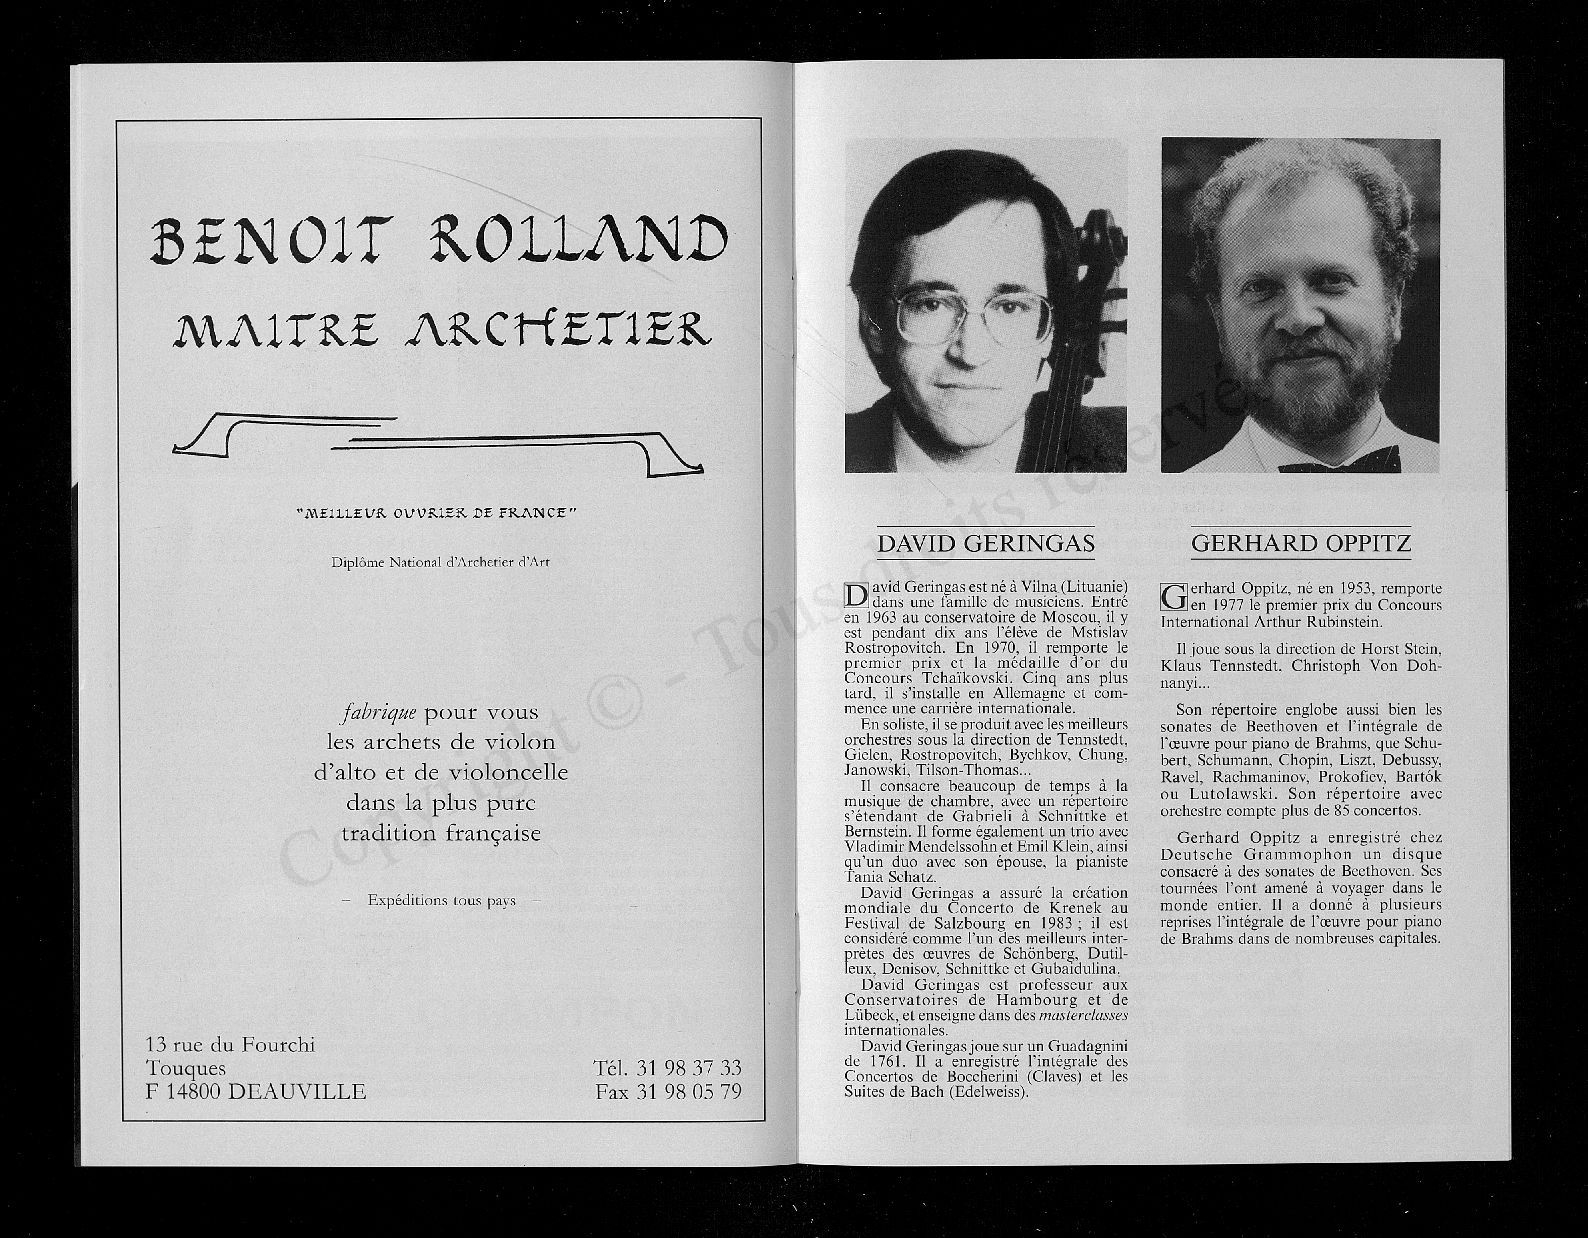 BENOIT ROLLAND
MAITRE ARCHETIER
"MEILLEUR OUVRIER DE FRANCE"
Diplôme National d'Archetier d'Art
fabrique pour vous
les archets de violon
d'alto et de violoncelle
dans la plus pure
tradition française
– Expéditions tous pays –
13 rue du Fourchi
Touques
F 14800 DEAUVILLE
Tél. 31 98 37 33
Fax 31 98 05 79
DAVID GERINGAS
David Geringas est né à Vilna (Lituanie)
dans une famille de musiciens. Entré
en 1963 au conservatoire de Moscou, il y
est pendant dix ans l'élève de Mstislav
Rostropovitch. En 1970, il remporte le
premier prix et la médaille d'or du
Concours Tchaïkovski. Cinq ans plus
tard, il s'installe en Allemagne et com-
mence une carrière internationale.
En soliste, il se produit avec les meilleurs
orchestres sous la direction de Tennstedt,
Gielen, Rostropovitch, Bychkov, Chung,
Janowski, Tilson-Thomas...
Il consacre beaucoup de temps à la
musique de chambre, avec un répertoire
s'étendant de Gabrieli à Schnittke et
Bernstein. Il forme également un trio avec
Vladimir Mendelssohn et Emil Klein, ainsi
qu'un duo avec son épouse, la pianiste
Tania Schatz.
David Geringas a assuré la création
mondiale du Concerto de Krenek au
Festival de Salzbourg en 1983 ; il est
considéré comme l'un des meilleurs inter-
prètes des œuvres de Schönberg, Dutil-
leux, Denisov, Schnittke et Gubaidulina.
David Geringas est professeur aux
Conservatoires de Hambourg et de
Lübeck, et enseigne dans des masterclasses
internationales.
David Geringas joue sur un Guadagnini
de 1761. Il a enregistré l'intégrale des
Concertos de Boccherini (Claves) et les
Suites de Bach (Edelweiss).
GERHARD OPPITZ
Gerhard Oppitz, né en 1953, remporte
en 1977 le premier prix du Concours
International Arthur Rubinstein.
Il joue sous la direction de Horst Stein,
Klaus Tennstedt, Christoph Von Doh-
nanyi...
Son répertoire englobe aussi bien les
sonates de Beethoven et l'intégrale de
l'œuvre pour piano de Brahms, que Schu-
bert, Schumann, Chopin, Liszt, Debussy,
Ravel, Rachmaninov, Prokofiev, Bartók
ou Lutolawski. Son répertoire avec
orchestre compte plus de 85 concertos.
Gerhard Oppitz a enregistré chez
Deutsche Grammophon un disque
consacré à des sonates de Beethoven. Ses
tournées l'ont amené à voyager dans le
monde entier. Il a donné à plusieurs
reprises l'intégrale de l'œuvre pour piano
de Brahms dans de nombreuses capitales.
Copyright © - Tous droits réservés